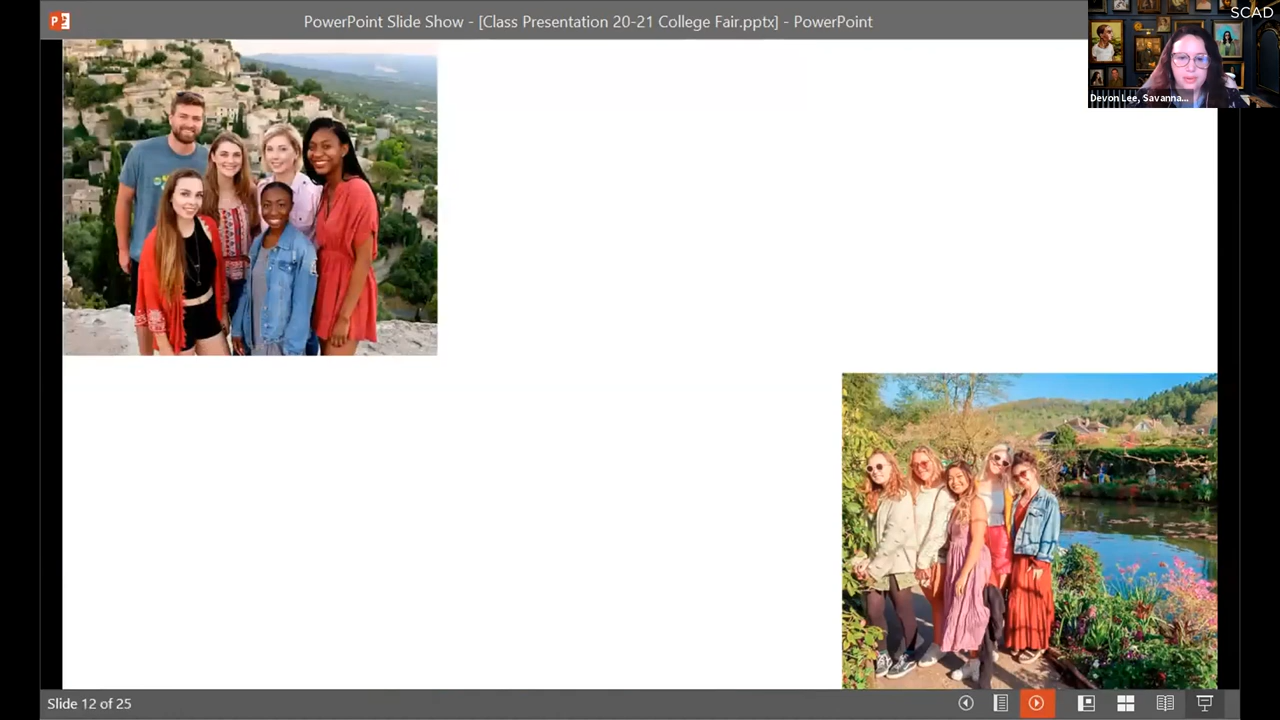 PowerPoint Slide Show - [Class Presentation 20-21 College Fair.pptx] - PowerPoint
SCAD
Devon Lee, Savanna...
Slide 12 of 25